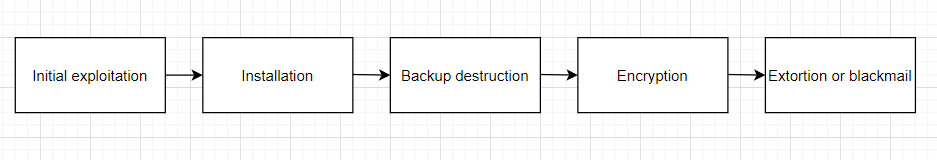 Initial exploitation
Installation
Backup destruction
Encryption
Extortion or blackmail